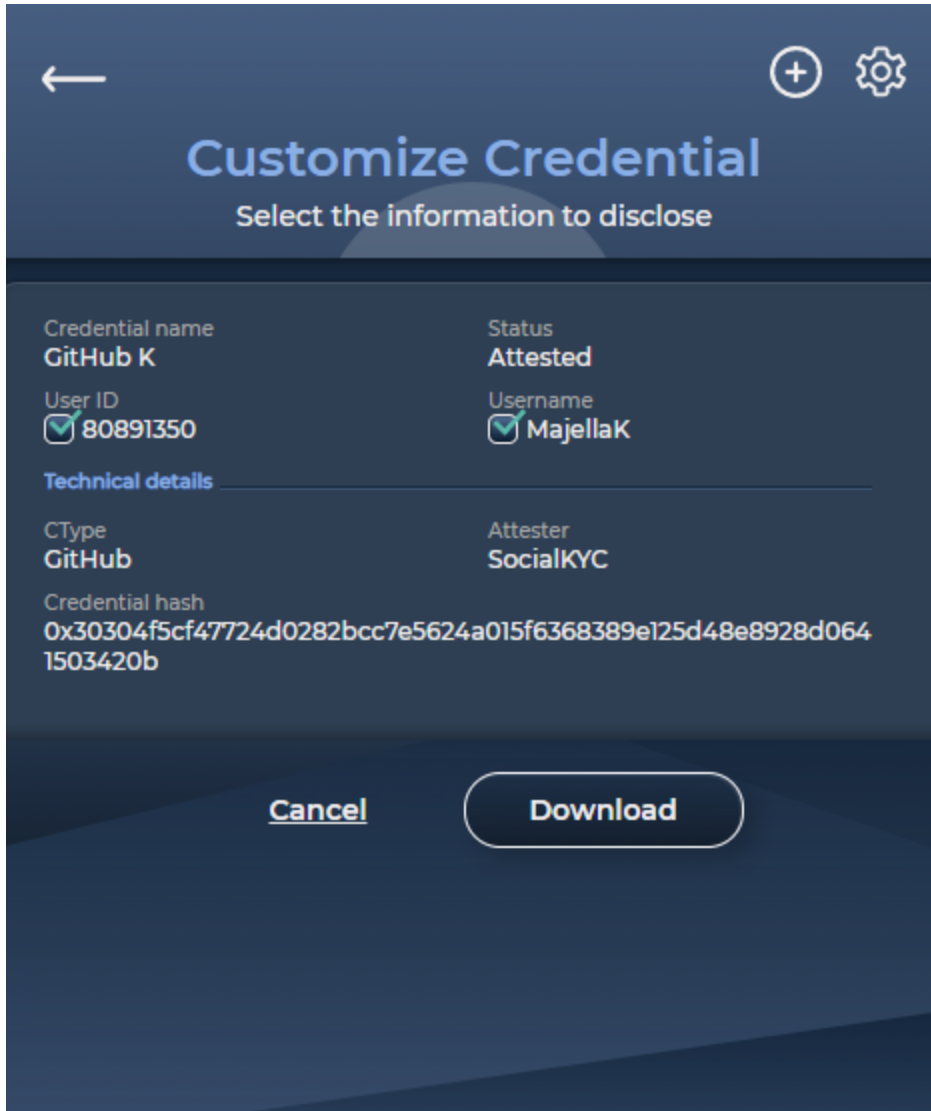 Customize Credential
Select the information to disclose
Credential name
GitHub K
Status
Attested
User ID
80891350
Username
MajellaK
Technical details
CType
GitHub
Attester
SocialKYC
Credential hash
0x30304f5cf47724d0282bcc7e5624a015f6368389e125d48e8928d064
1503420b
Cancel
Download